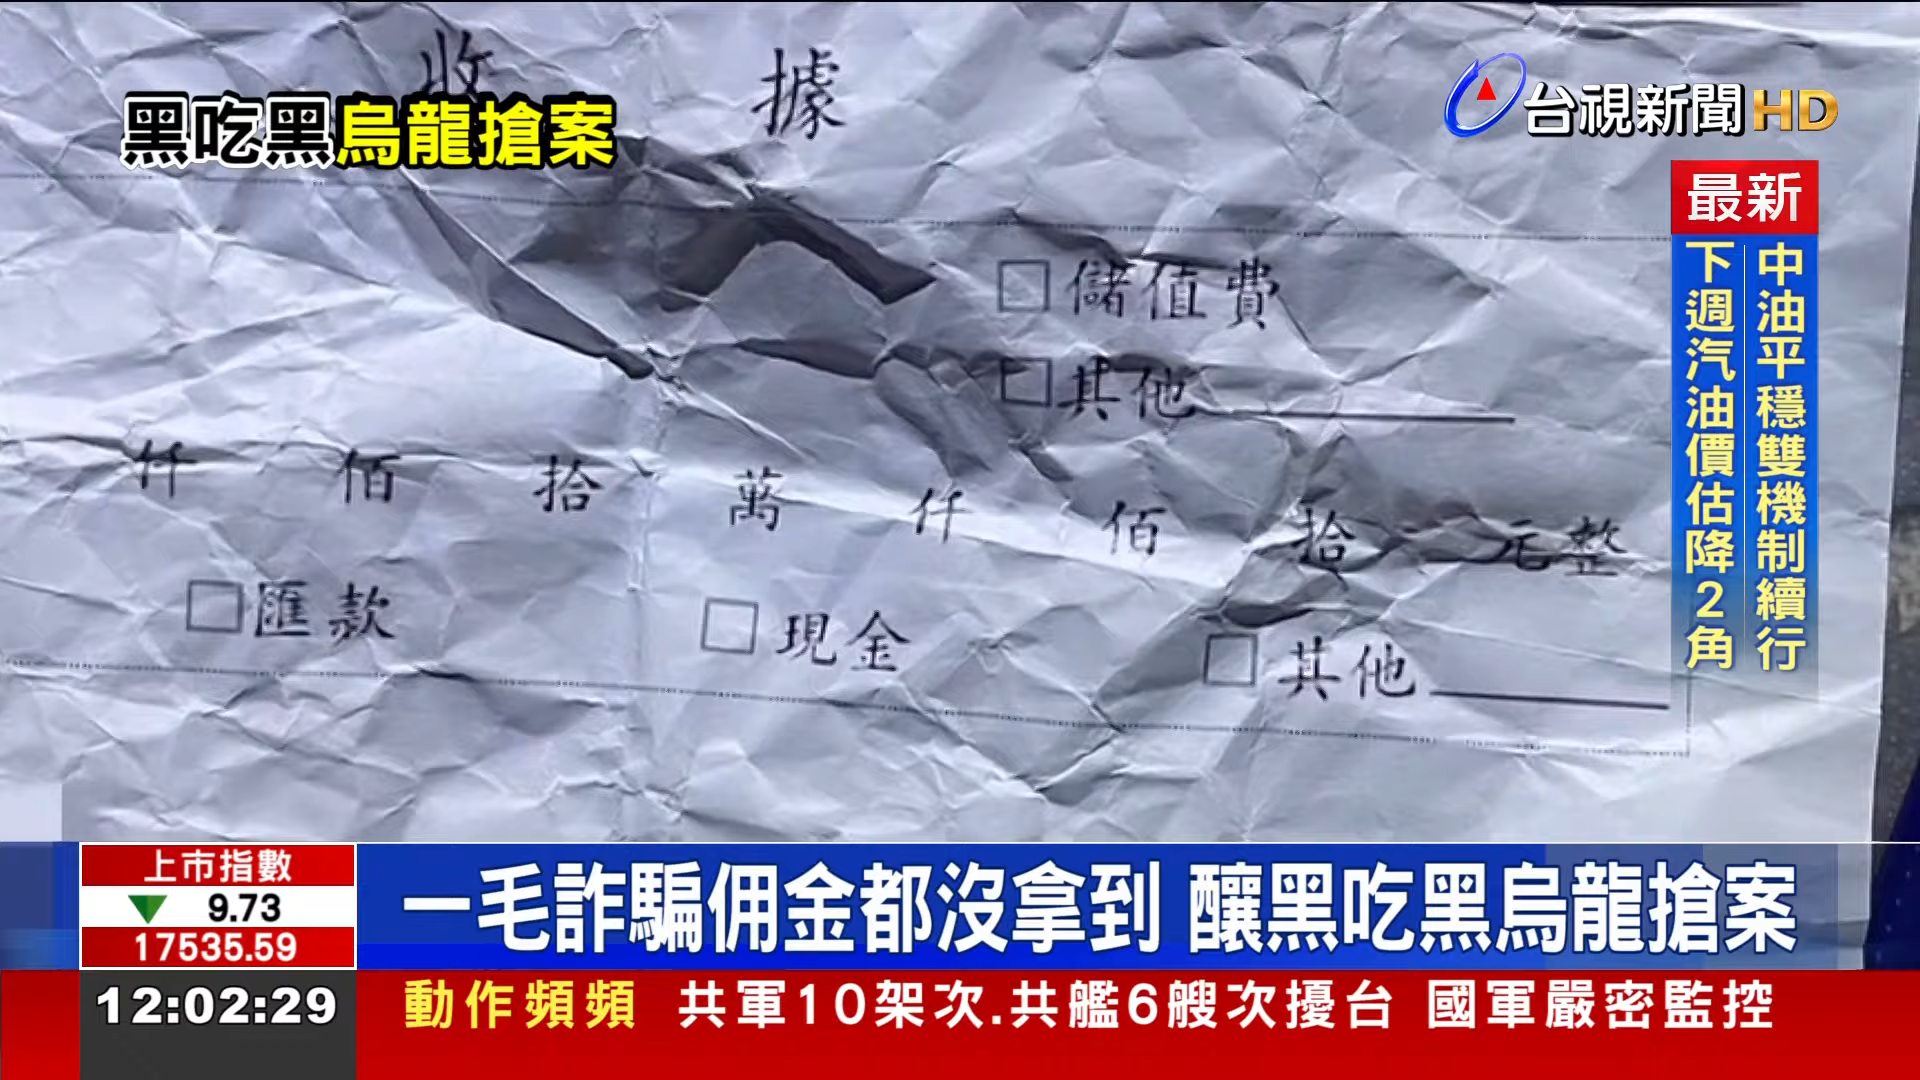 收 據
黑吃黑烏龍搶案
台視新聞HD
最新
中油平穩雙機制續行
下週汽油價估降2角
□儲值費
□其他
仟 佰 拾 萬 仟 佰 拾 元整
□匯款 □現金 □其他
上市指數
9.73
17535.59
一毛詐騙佣金都沒拿到 釀黑吃黑烏龍搶案
12:02:29
動作頻頻 共軍10架次.共艦6艘次擾台 國軍嚴密監控